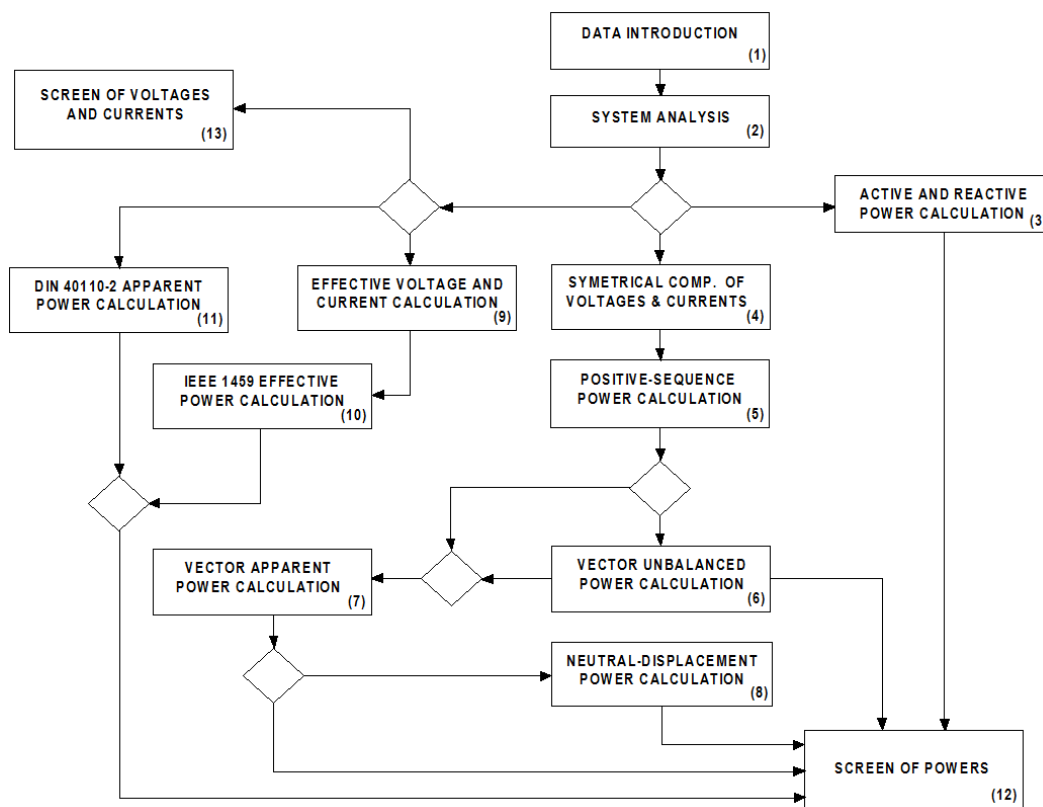 DATA INTRODUCTION
(1)
SCREEN OF VOLTAGES
AND CURRENTS
(13)
SYSTEM ANALYSIS
(2)
ACTIVE AND REACTIVE
POWER CALCULATION
(3
DIN 40110-2 APPARENT
POWER CALCULATION
(11)
EFFECTIVE VOLTAGE AND
CURRENT CALCULATION
(9)
SYMETRICAL COMP. OF
VOLTAGES & CURRENTS
(4)
IEEE 1459 EFFECTIVE
POWER CALCULATION
(10)
POSITIVE-SEQUENCE
POWER CALCULATION
(5)
VECTOR APPARENT
POWER CALCULATION
(7)
VECTOR UNBALANCED
POWER CALCULATION
(6)
NEUTRAL-DISPLACEMENT
POWER CALCULATION
(8)
SCREEN OF POWERS
(12)